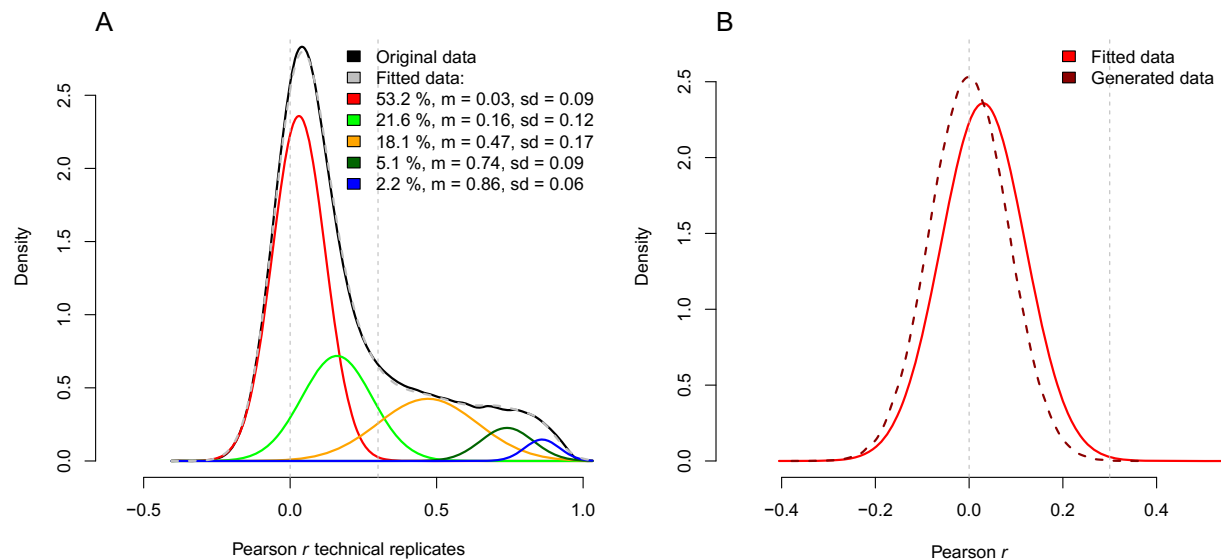 A
Original data
Fitted data:
53.2 %, m = 0.03, sd = 0.09
21.6 %, m = 0.16, sd = 0.12
18.1 %, m = 0.47, sd = 0.17
5.1 %, m = 0.74, sd = 0.09
2.2 %, m = 0.86, sd = 0.06
Density
0.0
0.5
1.0
1.5
2.0
2.5
−0.5
0.0
0.5
1.0
Pearson r technical replicates
B
Fitted data
Generated data
Density
0.0
0.5
1.0
1.5
2.0
2.5
−0.4
−0.2
0.0
0.2
0.4
Pearson r